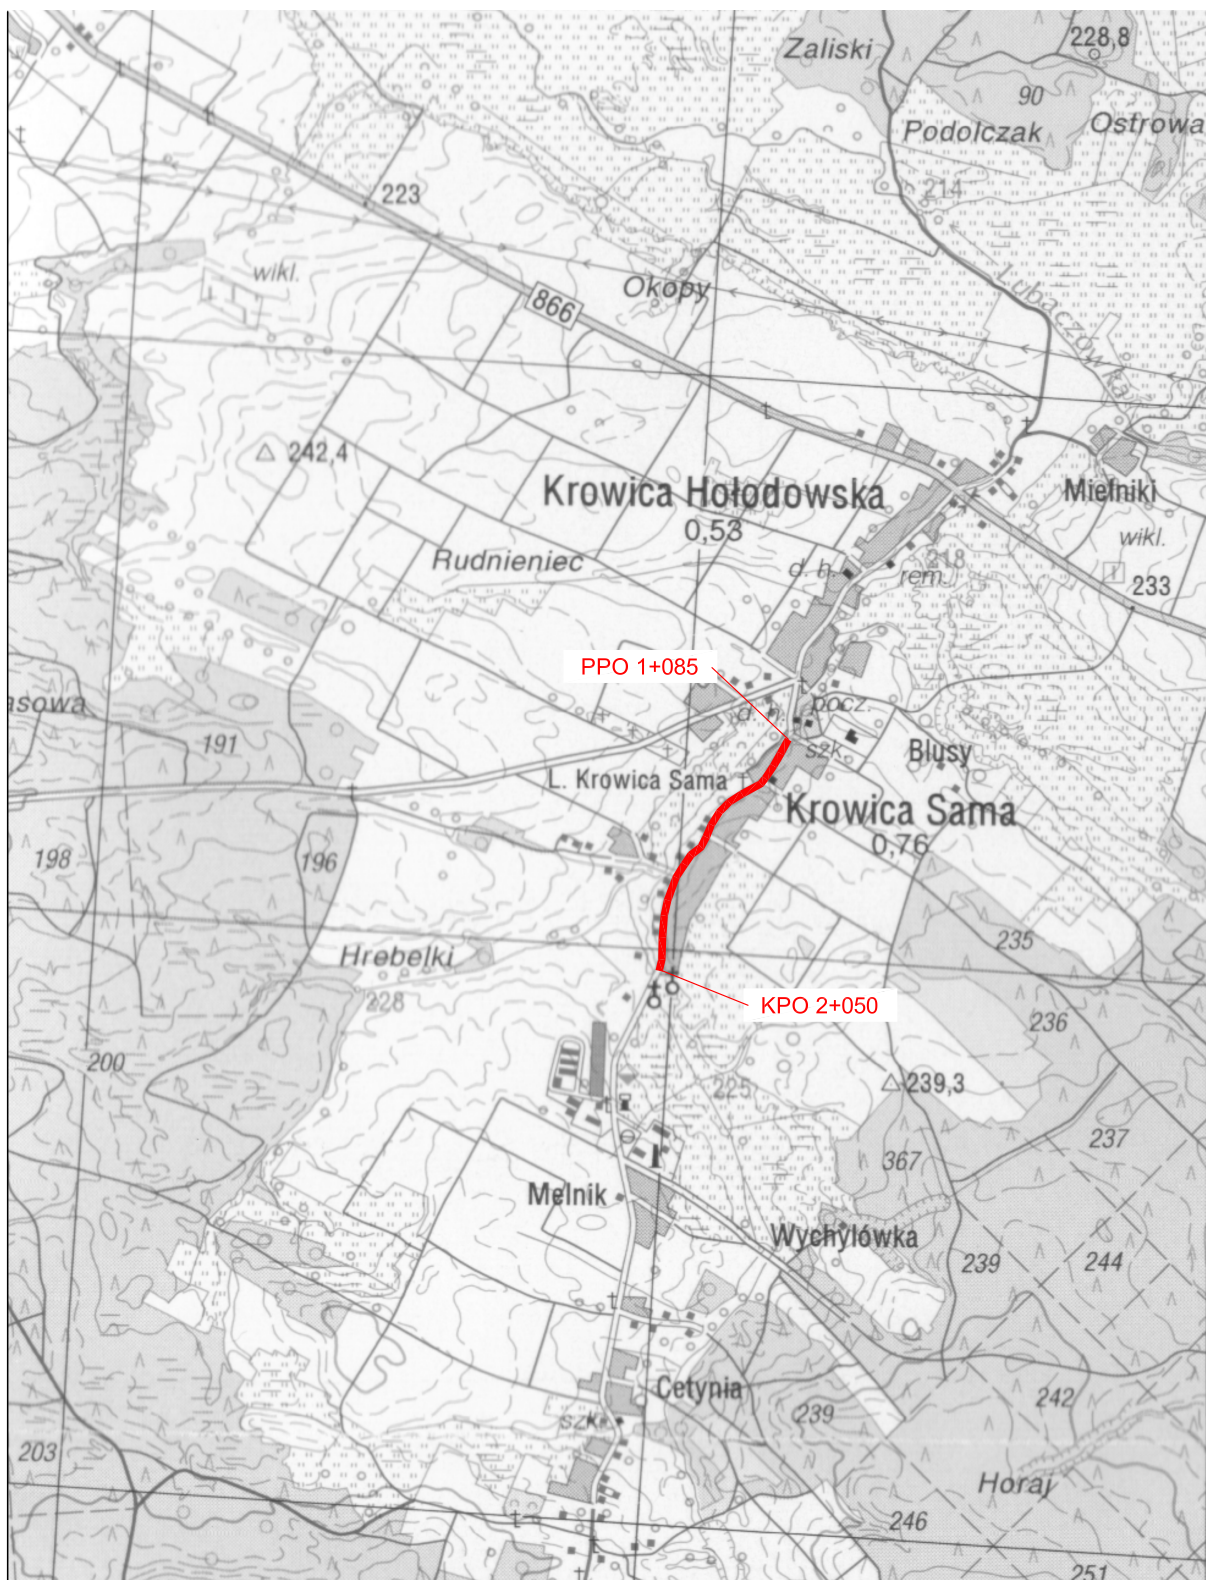 Zaliski
228,8
90
Podolczak
Ostrowa
214
223
wikl.
Okopy
Lubaczówka
866
242,4
Krowica Hołodowska
0,53
Mielniki
wikl.
Rudnieniec
d. h.
rem.
218
233
PPO 1+085
asowa
pocz.
191
szk.
Blusy
L. Krowica Sama
Krowica Sama
0,76
198
196
235
Hrebelki
228
KPO 2+050
236
200
239,3
225
237
367
Melnik
Wychylówka
239
244
Cetynia
242
239
szk.
203
Horaj
246
251